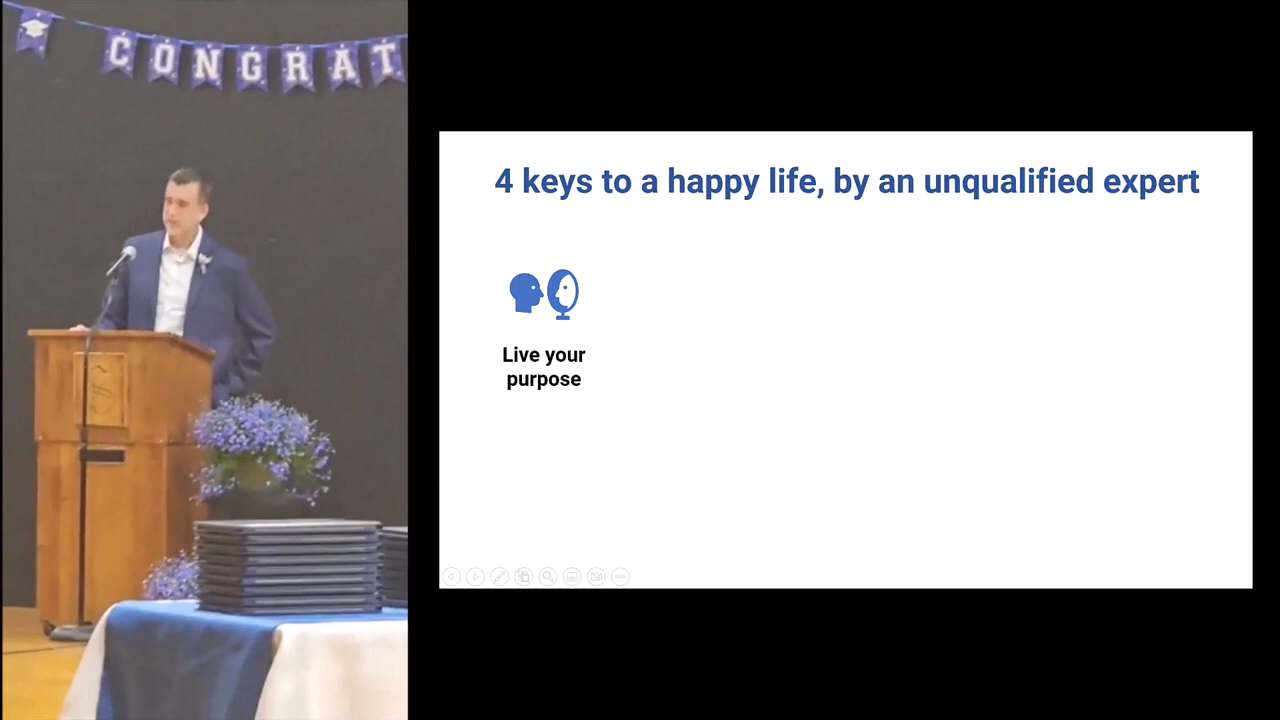 CONGRAT
4 keys to a happy life, by an unqualified expert
Live your
purpose